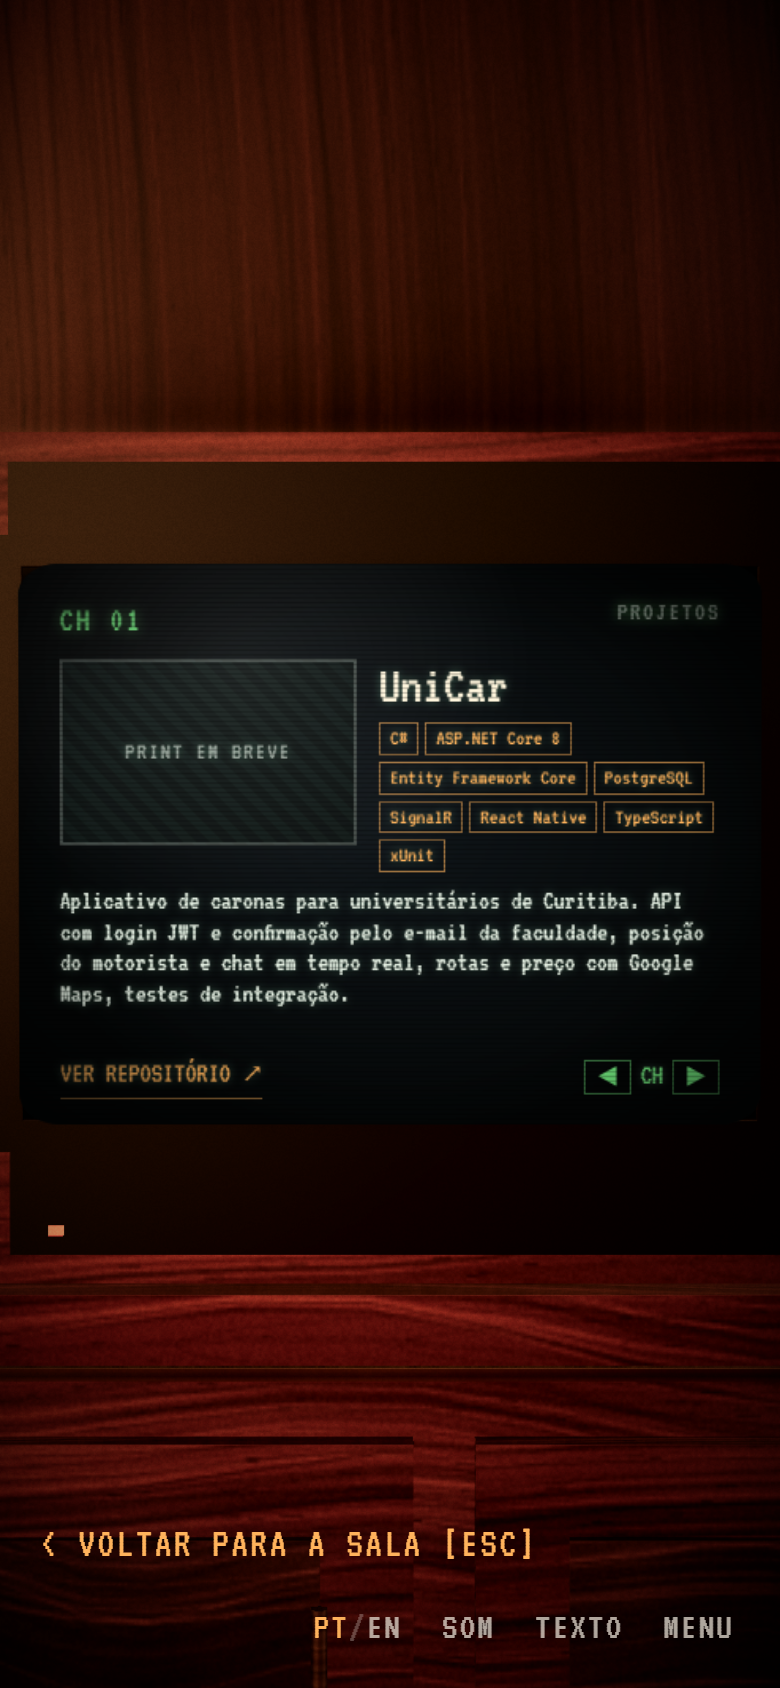 CH 01
PROJETOS
PRINT EM BREVE
UniCar
C# ASP.NET Core 8
Entity Framework Core PostgreSQL
SignalR React Native TypeScript
xUnit
Aplicativo de caronas para universitários de Curitiba. API
com login JWT e confirmação pelo e-mail da faculdade, posição
do motorista e chat em tempo real, rotas e preço com Google
Maps, testes de integração.
VER REPOSITÓRIO ↗
◀ CH ▶
< VOLTAR PARA A SALA [ESC]
PT/EN SOM TEXTO MENU